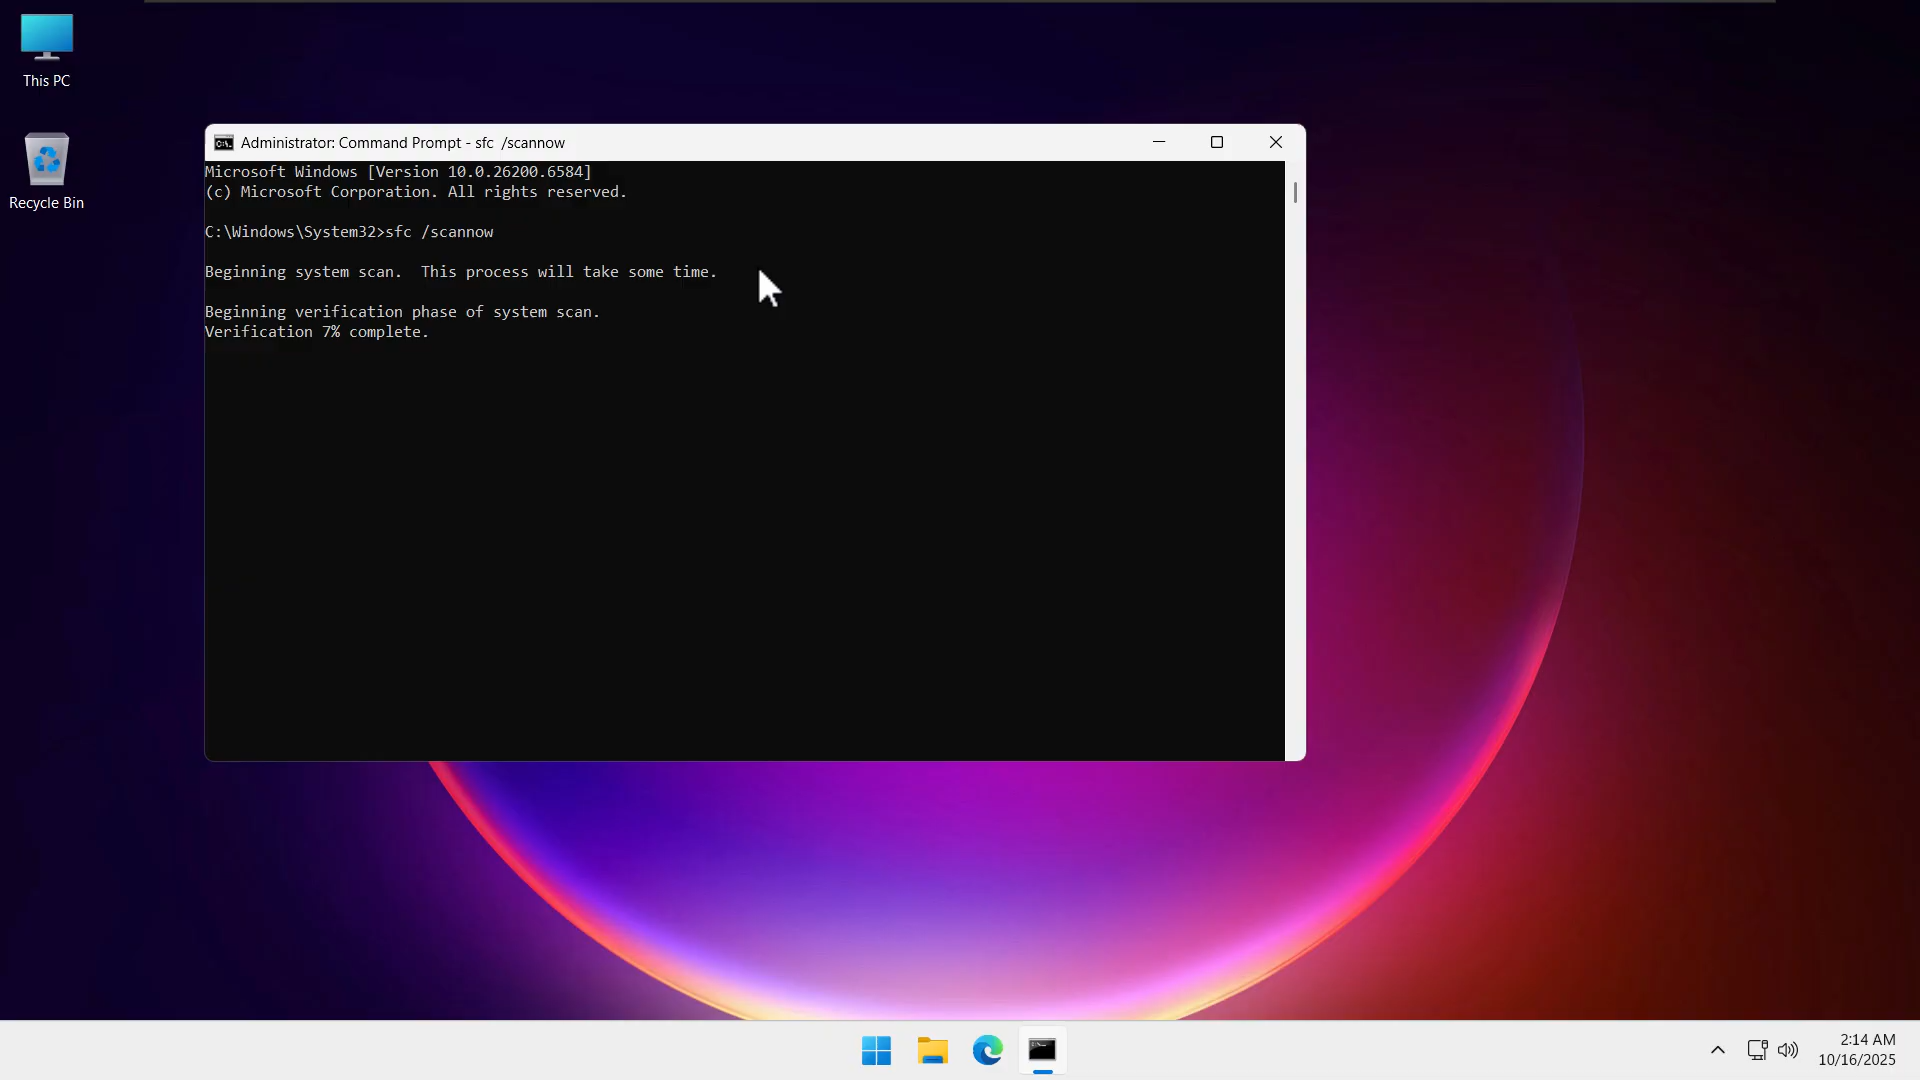 This PC
Recycle Bin
Administrator: Command Prompt - sfc  /scannow
Microsoft Windows [Version 10.0.26200.6584]
(c) Microsoft Corporation. All rights reserved.
C:\Windows\System32>sfc /scannow
Beginning system scan.  This process will take some time.
Beginning verification phase of system scan.
Verification 7% complete.
2:14 AM
10/16/2025